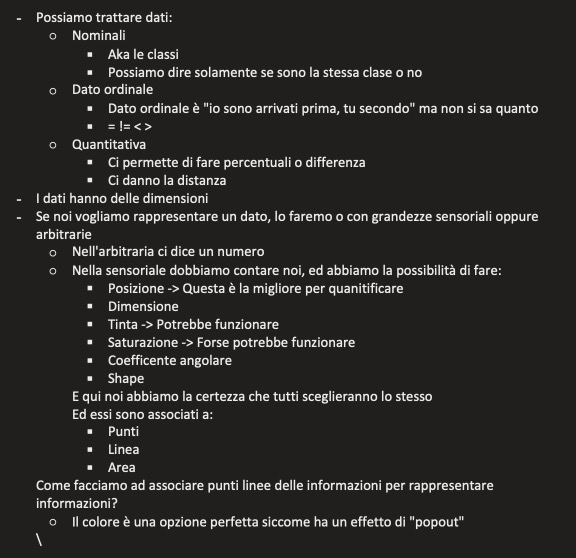 - Possiamo trattare dati:
o Nominali
▪ Aka le classi
▪ Possiamo dire solamente se sono la stessa clase o no
o Dato ordinale
▪ Dato ordinale è "io sono arrivati prima, tu secondo" ma non si sa quanto
▪ = != < >
o Quantitativa
▪ Ci permette di fare percentuali o differenza
▪ Ci danno la distanza
- I dati hanno delle dimensioni
- Se noi vogliamo rappresentare un dato, lo faremo o con grandezze sensoriali oppure
arbitrarie
o Nell'arbitraria ci dice un numero
o Nella sensoriale dobbiamo contare noi, ed abbiamo la possibilità di fare:
▪ Posizione -> Questa è la migliore per quanitificare
▪ Dimensione
▪ Tinta -> Potrebbe funzionare
▪ Saturazione -> Forse potrebbe funzionare
▪ Coefficente angolare
▪ Shape
E qui noi abbiamo la certezza che tutti sceglieranno lo stesso
Ed essi sono associati a:
▪ Punti
▪ Linea
▪ Area
Come facciamo ad associare punti linee delle informazioni per rappresentare
informazioni?
o Il colore è una opzione perfetta siccome ha un effetto di "popout"
\